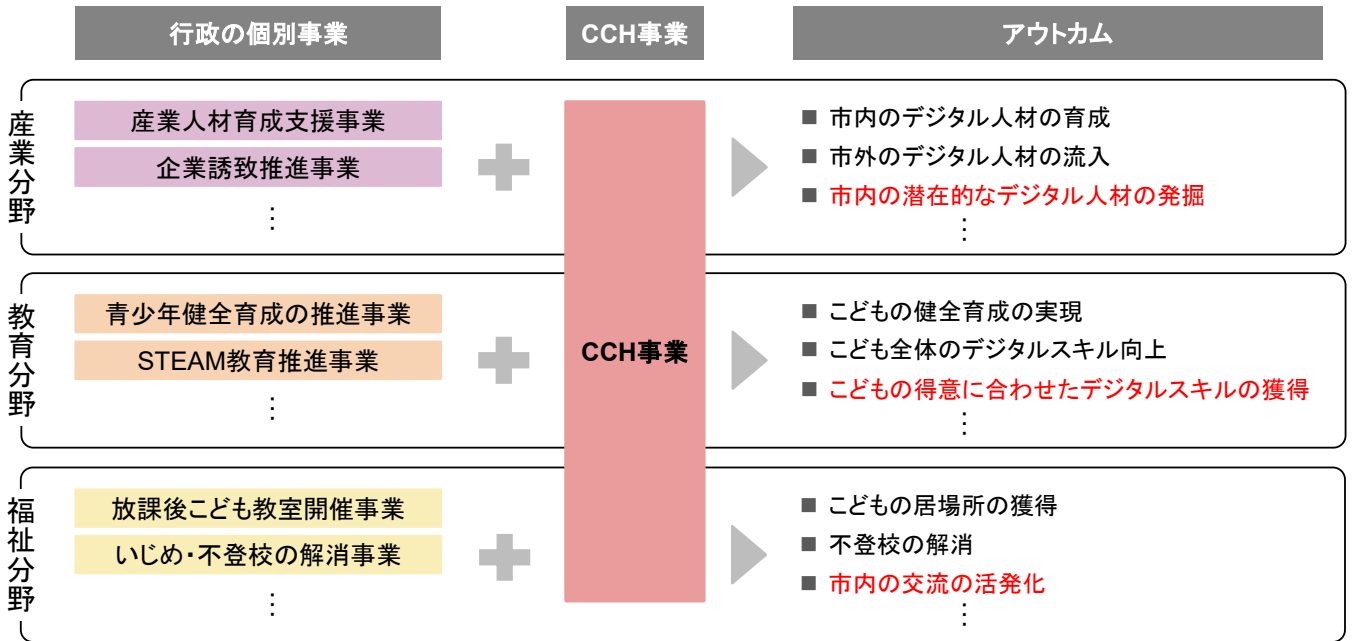 行政の個別事業
CCH事業
アウトカム
産業分野
産業人材育成支援事業
企業誘致推進事業
⋮
CCH事業
■ 市内のデジタル人材の育成
■ 市外のデジタル人材の流入
■ 市内の潜在的なデジタル人材の発掘
⋮
教育分野
青少年健全育成の推進事業
STEAM教育推進事業
⋮
■ こどもの健全育成の実現
■ こども全体のデジタルスキル向上
■ こどもの得意に合わせたデジタルスキルの獲得
⋮
福祉分野
放課後こども教室開催事業
いじめ・不登校の解消事業
⋮
■ こどもの居場所の獲得
■ 不登校の解消
■ 市内の交流の活発化
⋮